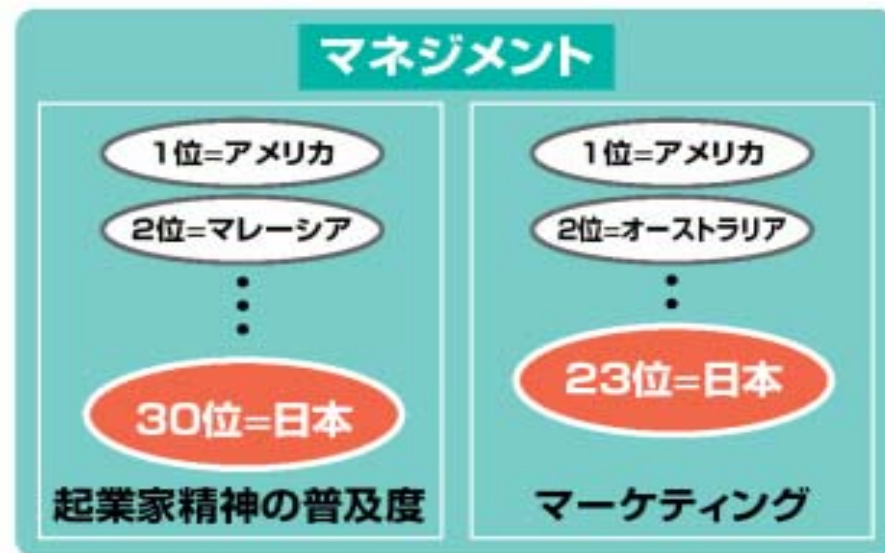 マネジメント
1位=アメリカ
2位=マレーシア
30位=日本
起業家精神の普及度
1位=アメリカ
2位=オーストラリア
23位=日本
マーケティング